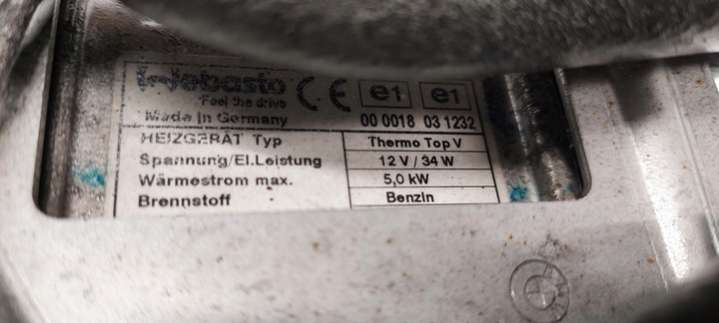 Webasto
Feel the drive
Made in Germany
CE e1 e1
00 0018 03 1232
HEIZGERÄT Typ Thermo Top V
Spannung/El.Leistung 12 V / 34 W
Wärmestrom max. 5,0 kW
Brennstoff Benzin